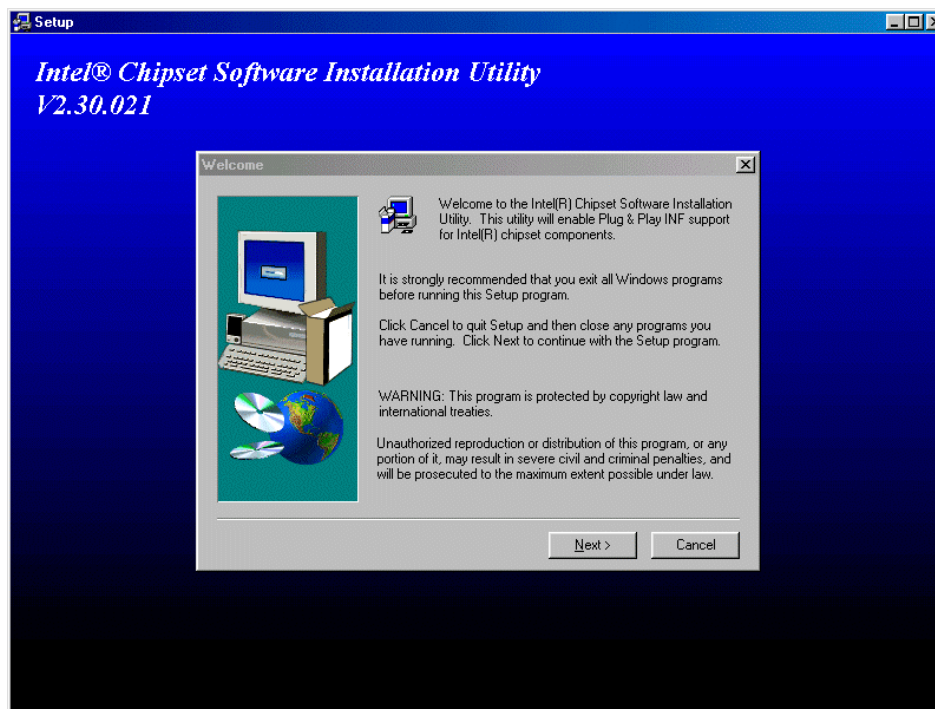 Setup
Intel® Chipset Software Installation Utility
V2.30.021
Welcome
Welcome to the Intel(R) Chipset Software Installation
Utility. This utility will enable Plug & Play INF support
for Intel(R) chipset components.
It is strongly recommended that you exit all Windows programs
before running this Setup program.
Click Cancel to quit Setup and then close any programs you
have running. Click Next to continue with the Setup program.
WARNING: This program is protected by copyright law and
international treaties.
Unauthorized reproduction or distribution of this program, or any
portion of it, may result in severe civil and criminal penalties, and
will be prosecuted to the maximum extent possible under law.
Next >
Cancel